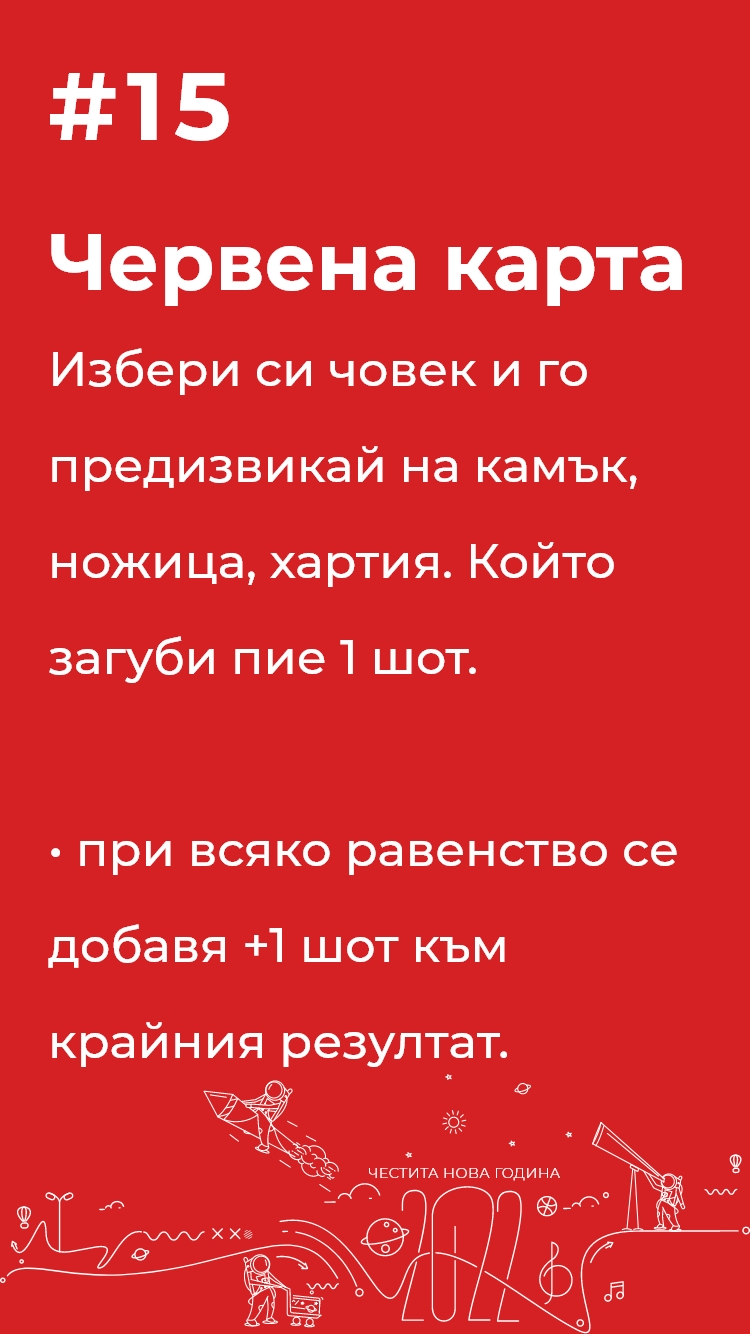 #15
Червена карта
Избери си човек и го
предизвикай на камък,
ножица, хартия. Който
загуби пие 1 шот.
• при всяко равенство се
добавя +1 шот към
крайния резултат.
ЧЕСТИТА НОВА ГОДИНА
2022